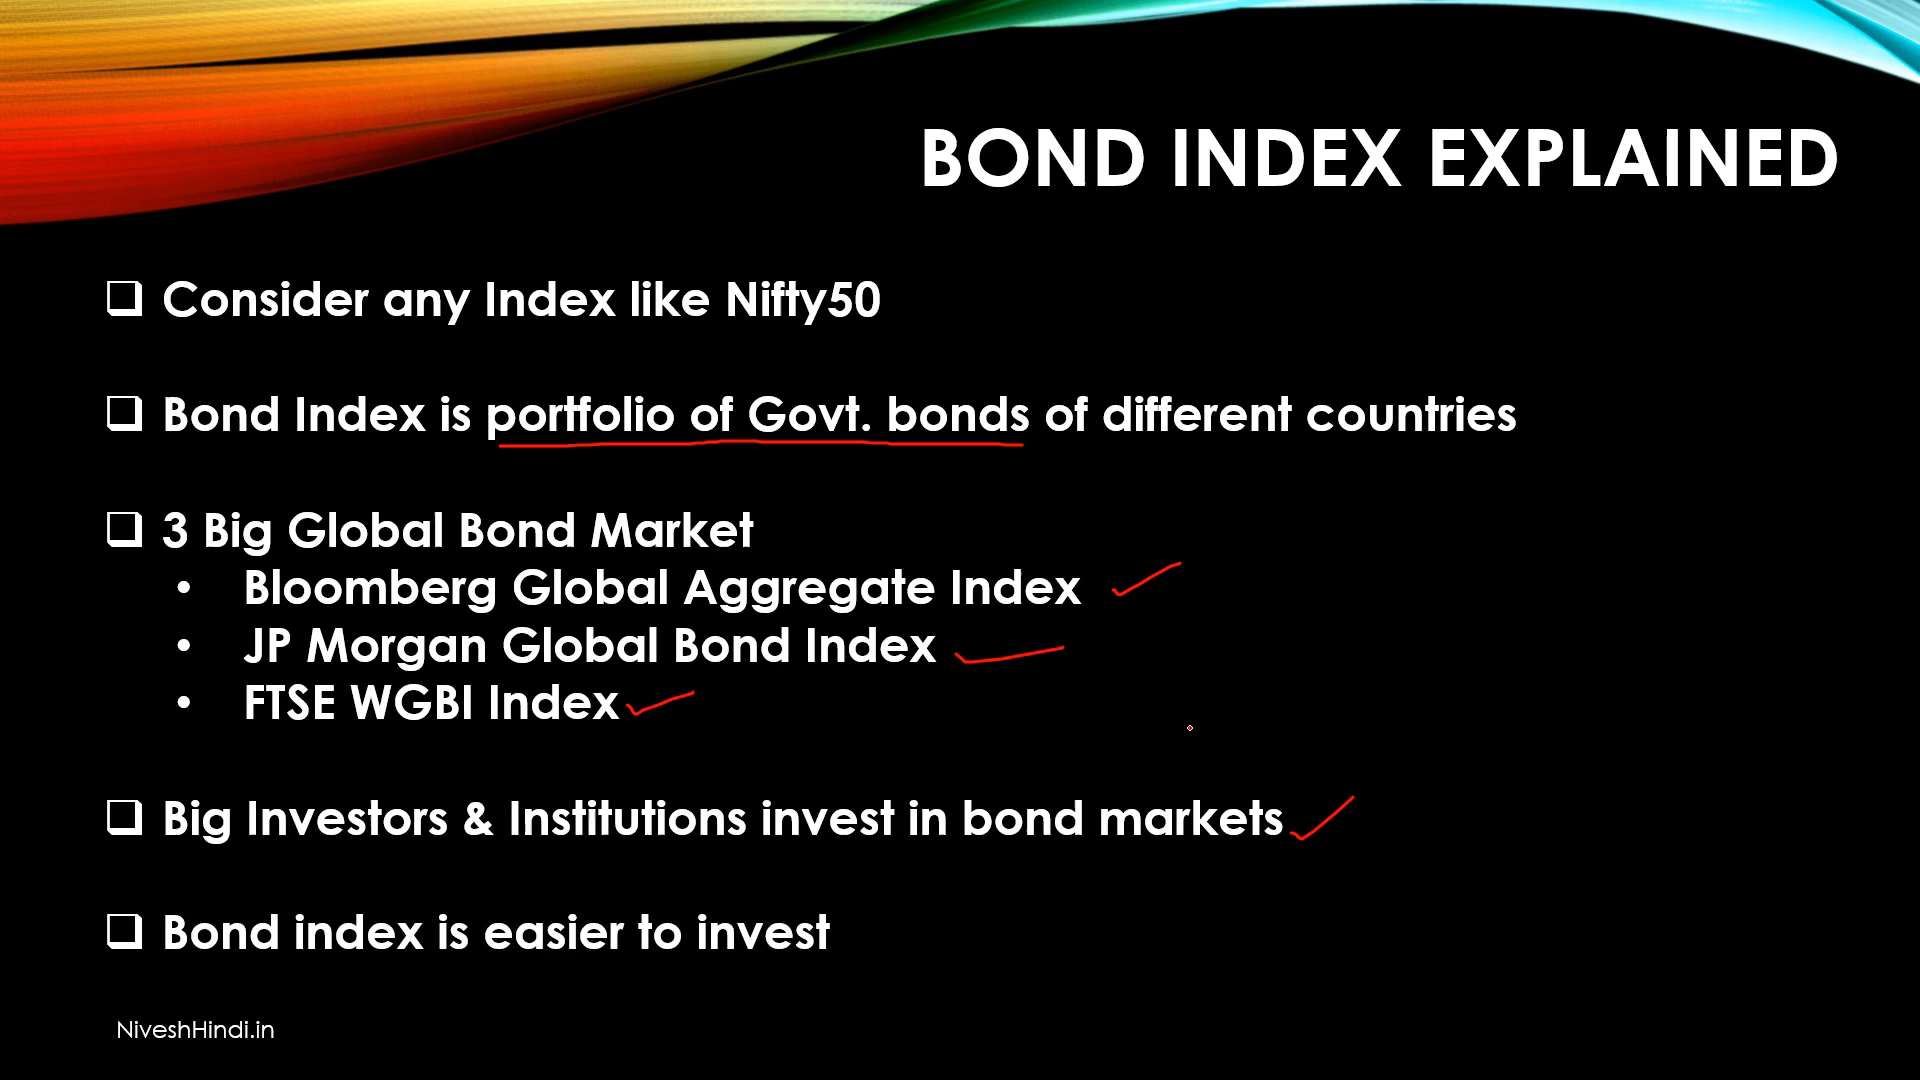 BOND INDEX EXPLAINED
Consider any Index like Nifty50
Bond Index is portfolio of Govt. bonds of different countries
3 Big Global Bond Market
Bloomberg Global Aggregate Index
JP Morgan Global Bond Index
FTSE WGBI Index
Big Investors & Institutions invest in bond markets
Bond index is easier to invest
NiveshHindi.in